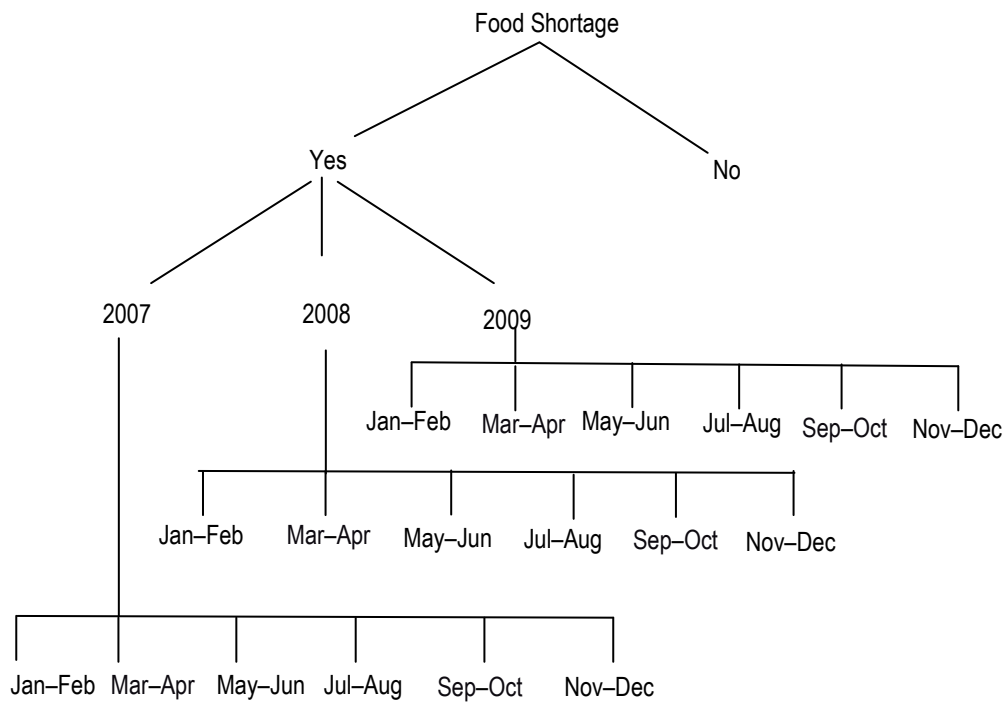 Food Shortage
Yes
No
2007
2008
2009
Jan–Feb
Mar–Apr
May–Jun
Jul–Aug
Sep–Oct
Nov–Dec
Jan–Feb
Mar–Apr
May–Jun
Jul–Aug
Sep–Oct
Nov–Dec
Jan–Feb
Mar–Apr
May–Jun
Jul–Aug
Sep–Oct
Nov–Dec